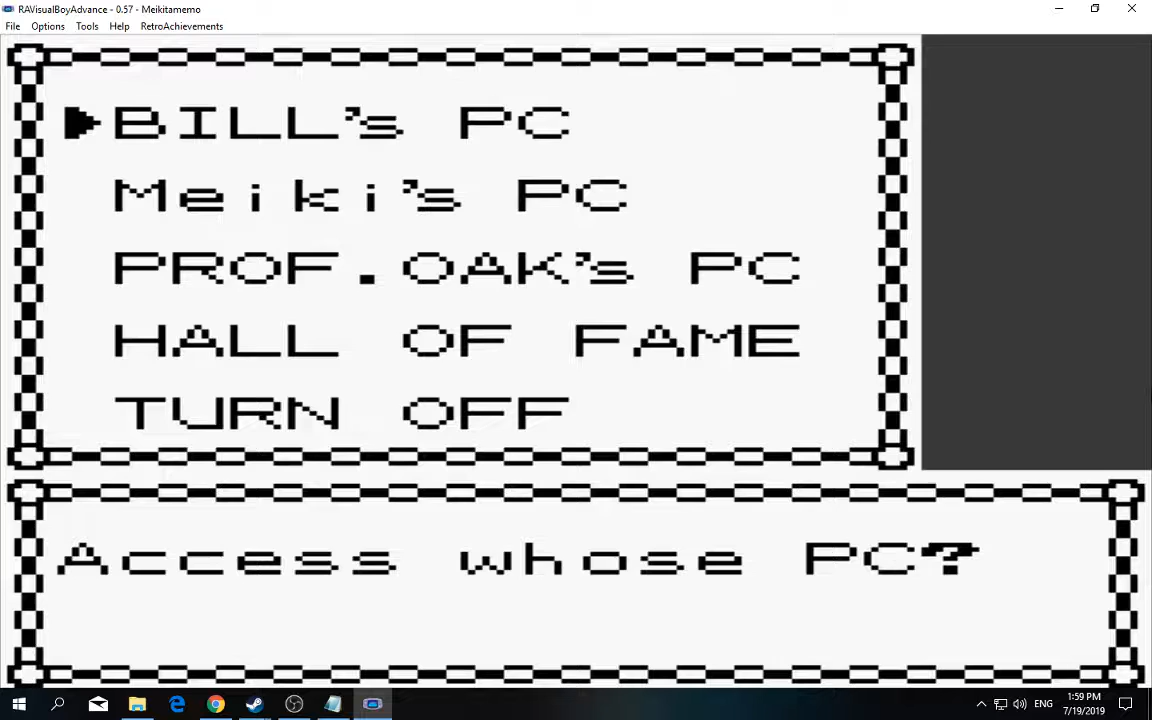 RAVisualBoyAdvance - 0.57 - Meikitamemo
File Options Tools Help RetroAchievements
BILL's PC
Meiki's PC
PROF.OAK's PC
HALL OF FAME
TURN OFF
Access whose PC?
ENG
1:59 PM
7/19/2019